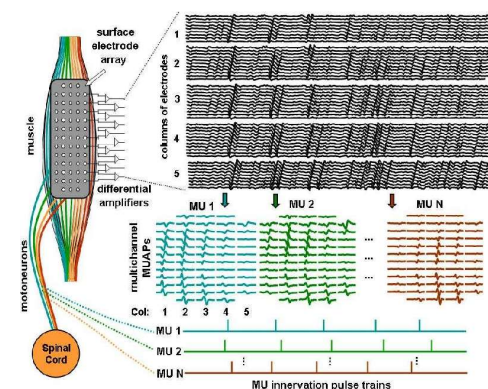 surface
electrode
array
muscle
differential
amplifiers
motoneurons
Spinal
Cord
columns of electrodes
1
2
3
4
5
MU 1
MU 2
MU N
multichannel
MUAPs
...
...
Col: 1 2 3 4 5
MU 1
MU 2
MU N
MU innervation pulse trains